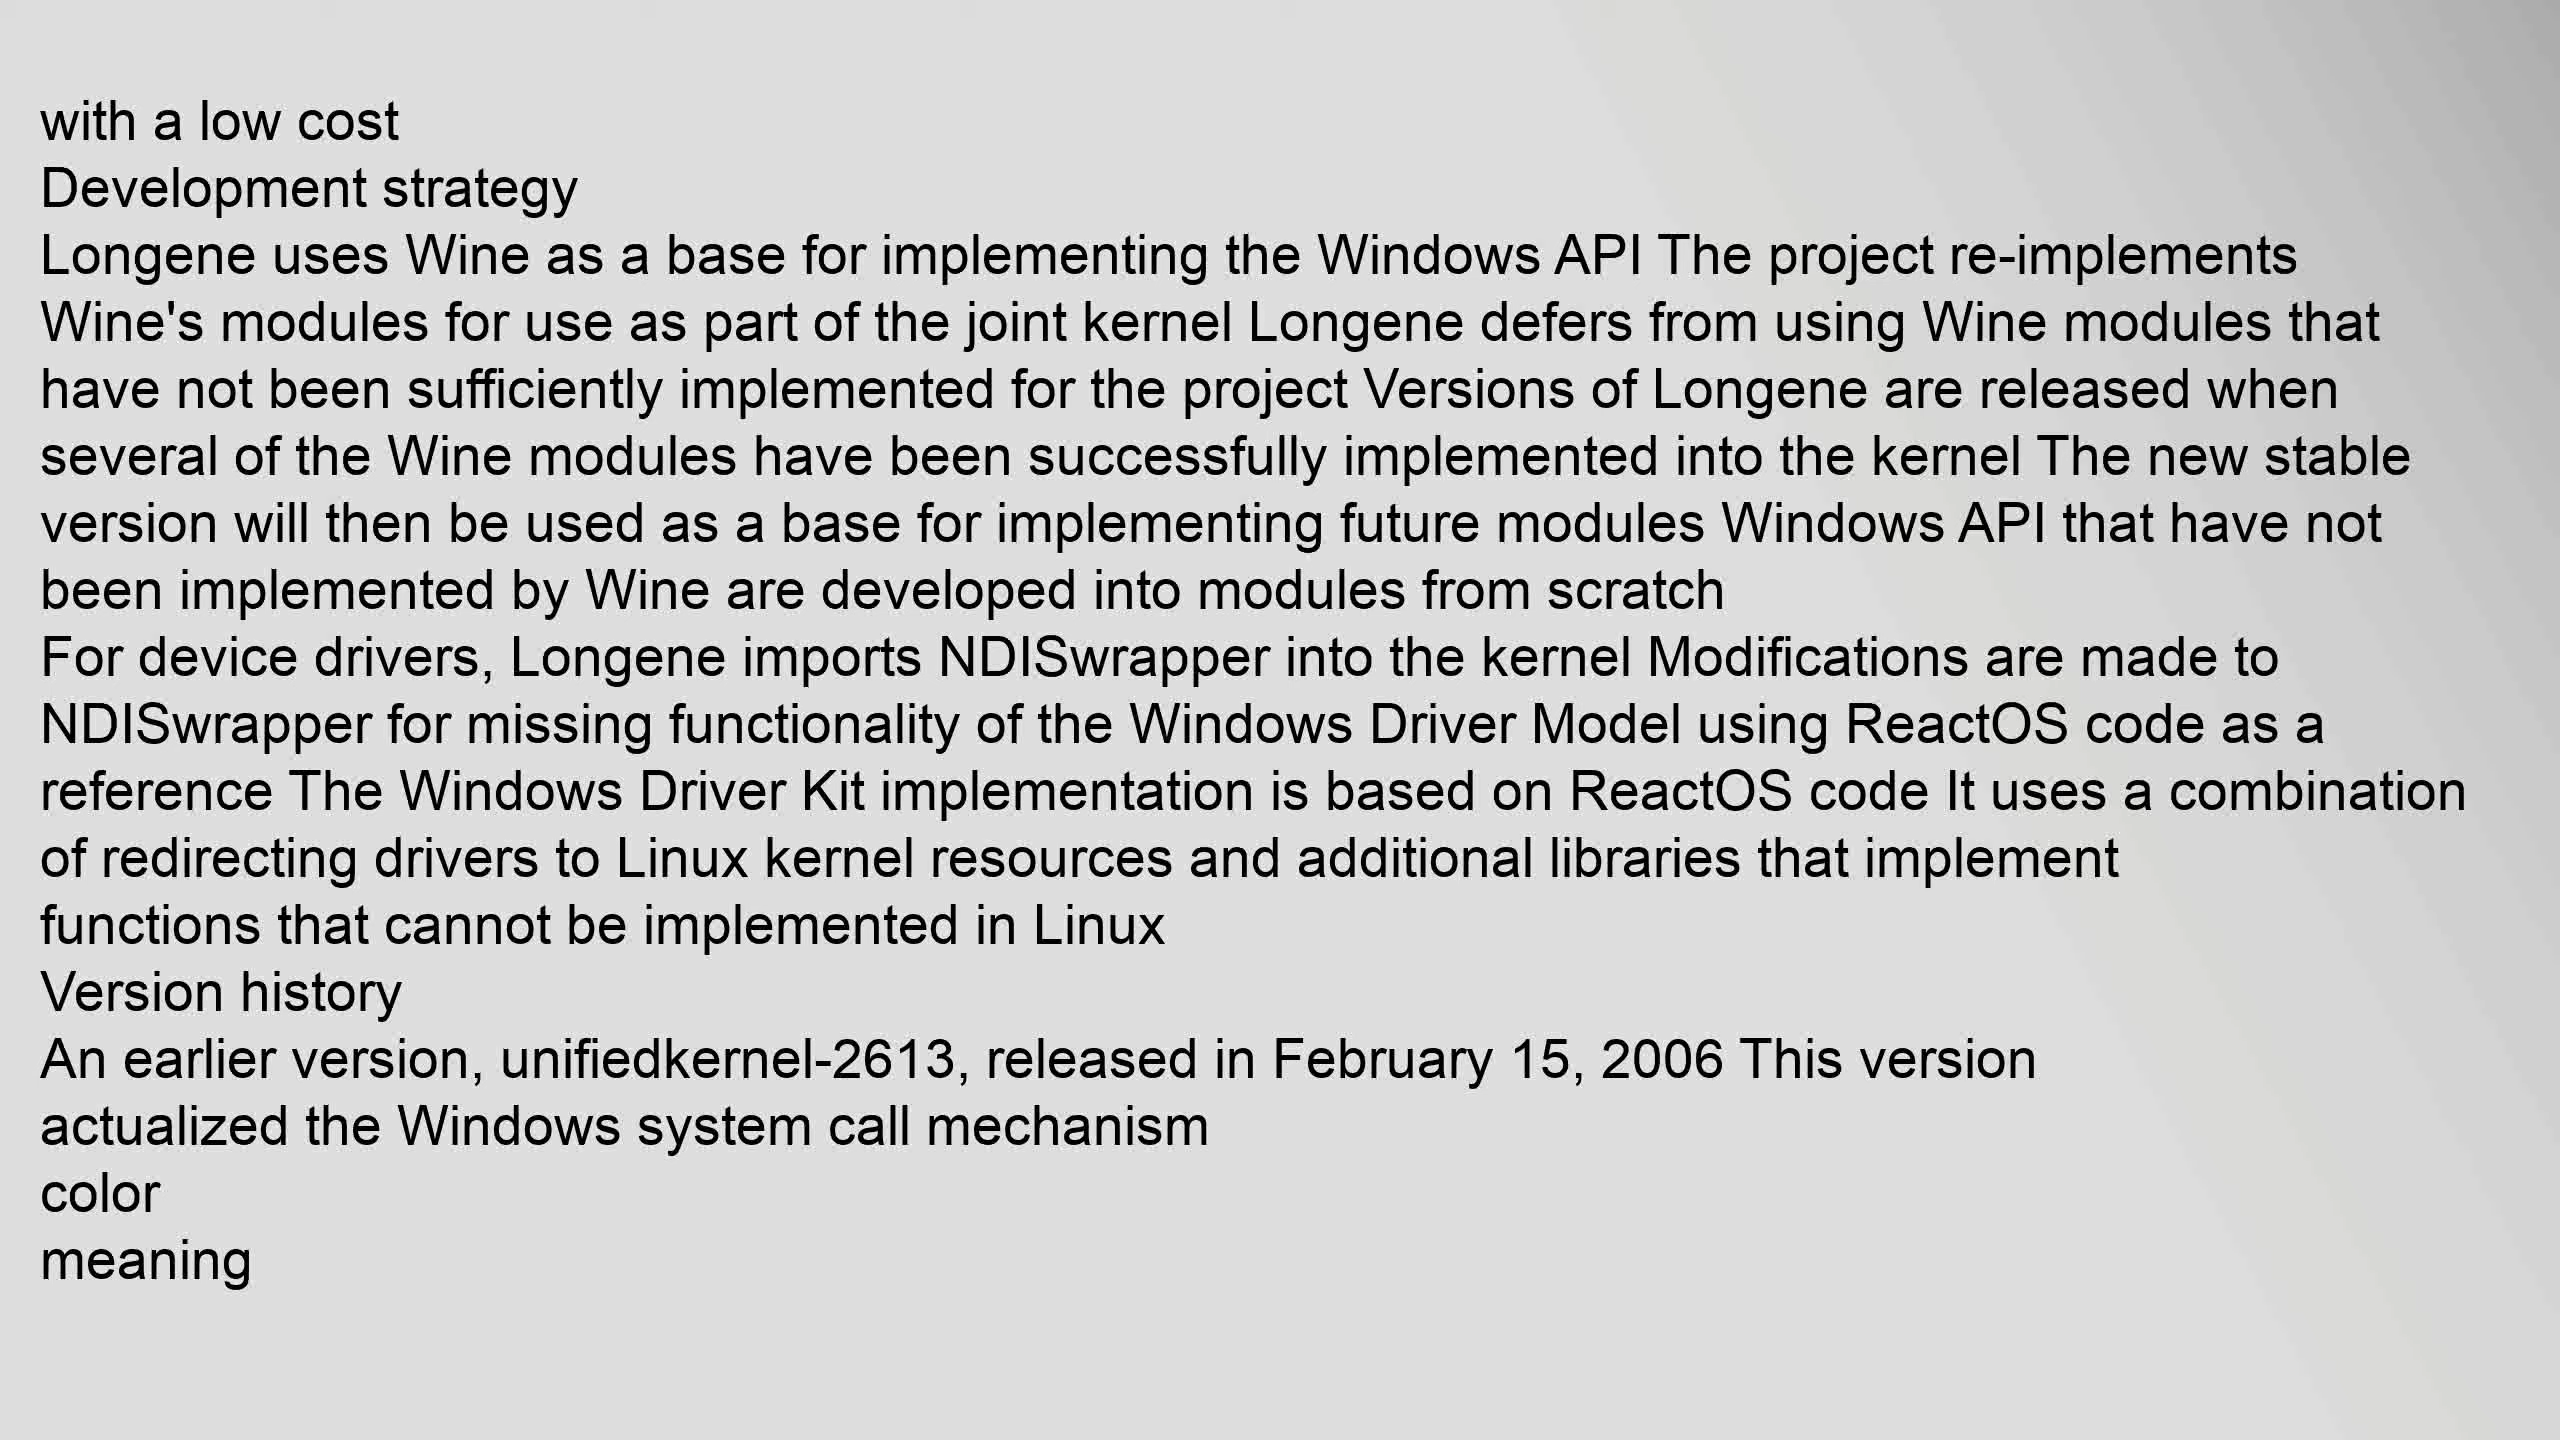 with a low cost
Development strategy
Longene uses Wine as a base for implementing the Windows API The project re-implements
Wine's modules for use as part of the joint kernel Longene defers from using Wine modules that
have not been sufficiently implemented for the project Versions of Longene are released when
several of the Wine modules have been successfully implemented into the kernel The new stable
version will then be used as a base for implementing future modules Windows API that have not
been implemented by Wine are developed into modules from scratch
For device drivers, Longene imports NDISwrapper into the kernel Modifications are made to
NDISwrapper for missing functionality of the Windows Driver Model using ReactOS code as a
reference The Windows Driver Kit implementation is based on ReactOS code It uses a combination
of redirecting drivers to Linux kernel resources and additional libraries that implement
functions that cannot be implemented in Linux
Version history
An earlier version, unifiedkernel-2613, released in February 15, 2006 This version
actualized the Windows system call mechanism
color
meaning